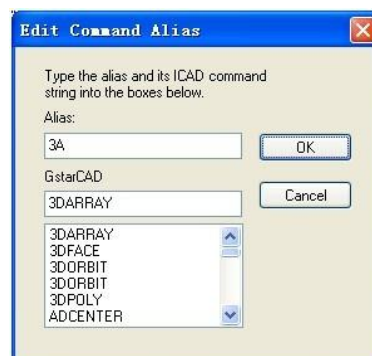 Edit Command Alias
Type the alias and its ICAD command
string into the boxes below.
Alias:
3A
OK
GstarCAD
3DARRAY
Cancel
3DARRAY
3DFACE
3DORBIT
3DORBIT
3DPOLY
ADCENTER